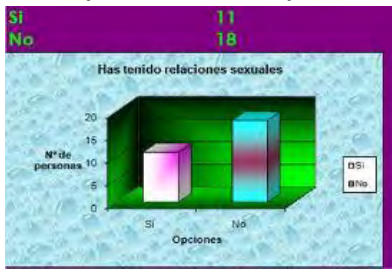 Si 11
No 18
Has tenido relaciones sexuales
20
15
10
5
0
Nº de
personas
Si No
Opciones
Si
No